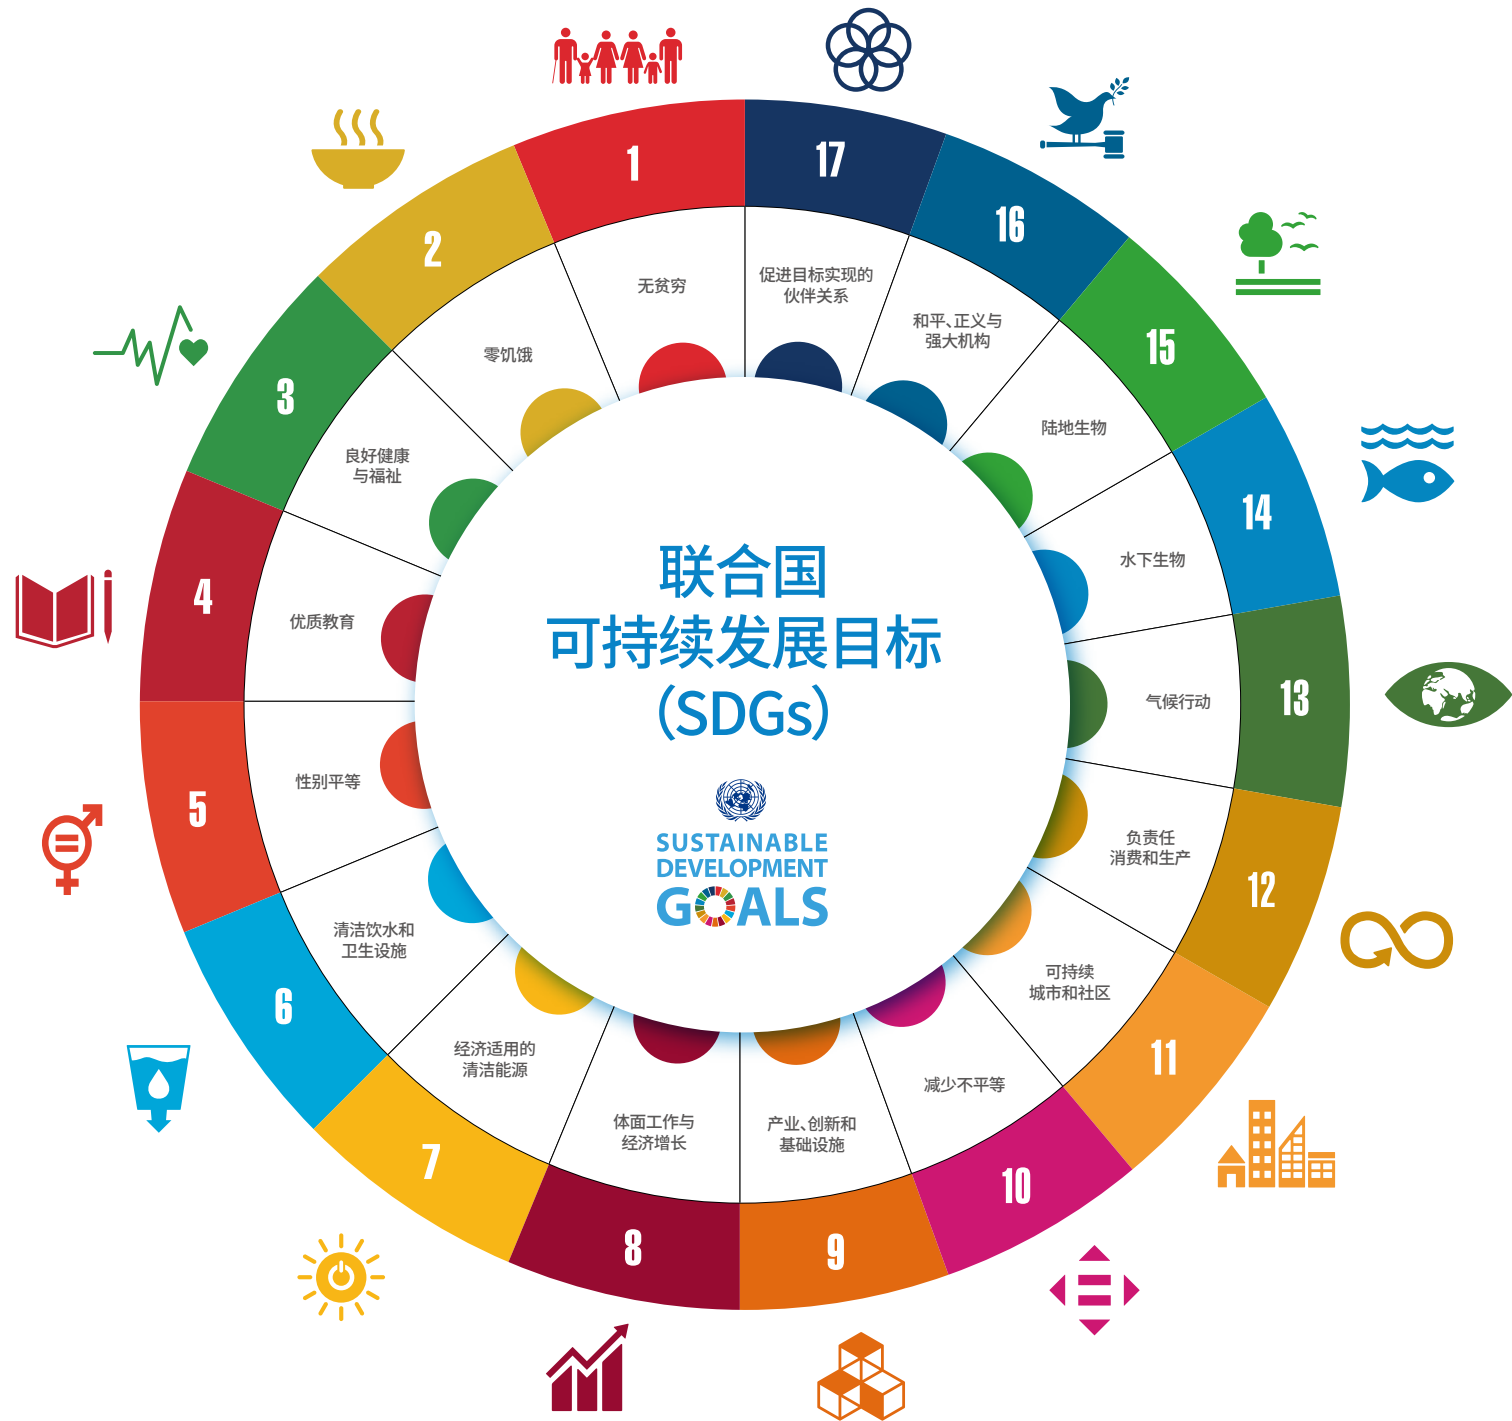 联合国
可持续发展目标
（SDGs）
SUSTAINABLE
DEVELOPMENT
GOALS
1
无贫穷
2
零饥饿
3
良好健康
与福祉
4
优质教育
5
性别平等
6
清洁饮水和
卫生设施
7
经济适用的
清洁能源
8
体面工作与
经济增长
9
产业、创新和
基础设施
10
减少不平等
11
可持续
城市和社区
12
负责任
消费和生产
13
气候行动
14
水下生物
15
陆地生物
16
和平、正义与
强大机构
17
促进目标实现的
伙伴关系